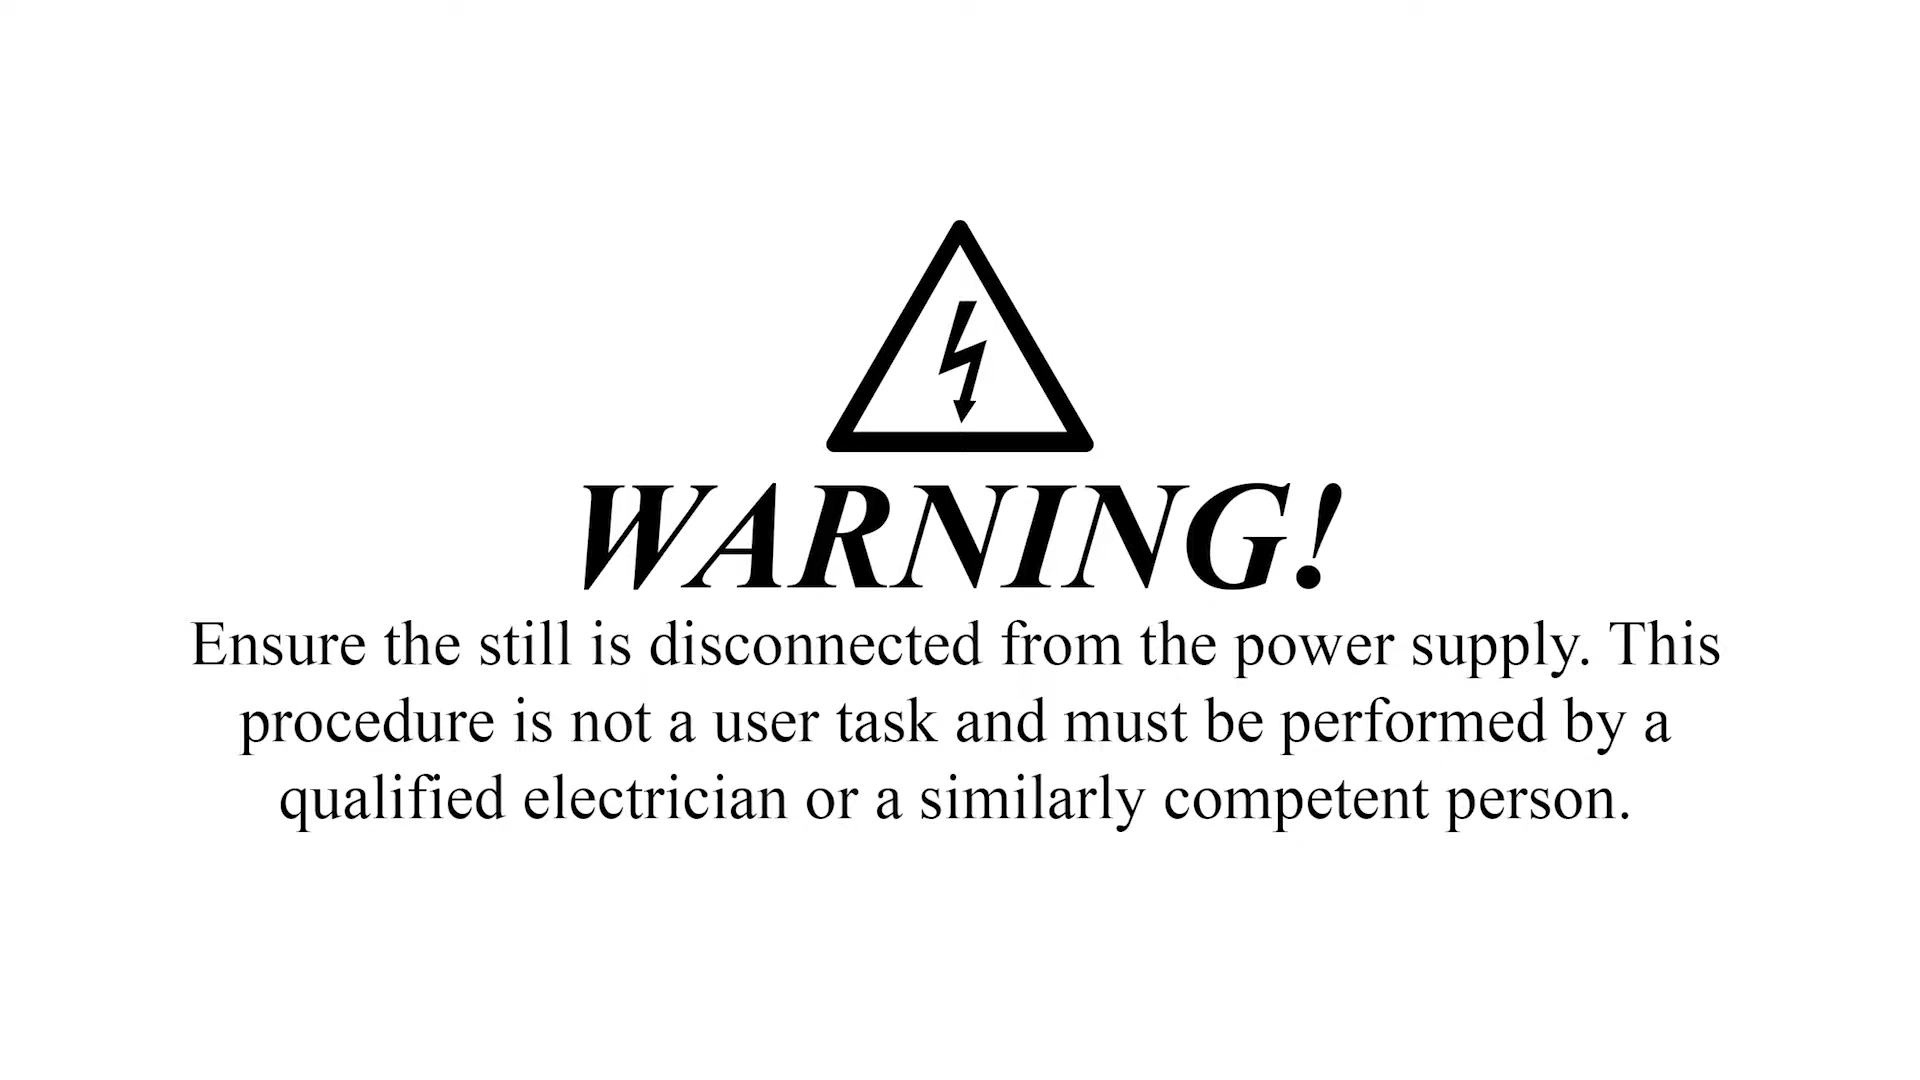 WARNING!
Ensure the still is disconnected from the power supply. This
procedure is not a user task and must be performed by a
qualified electrician or a similarly competent person.